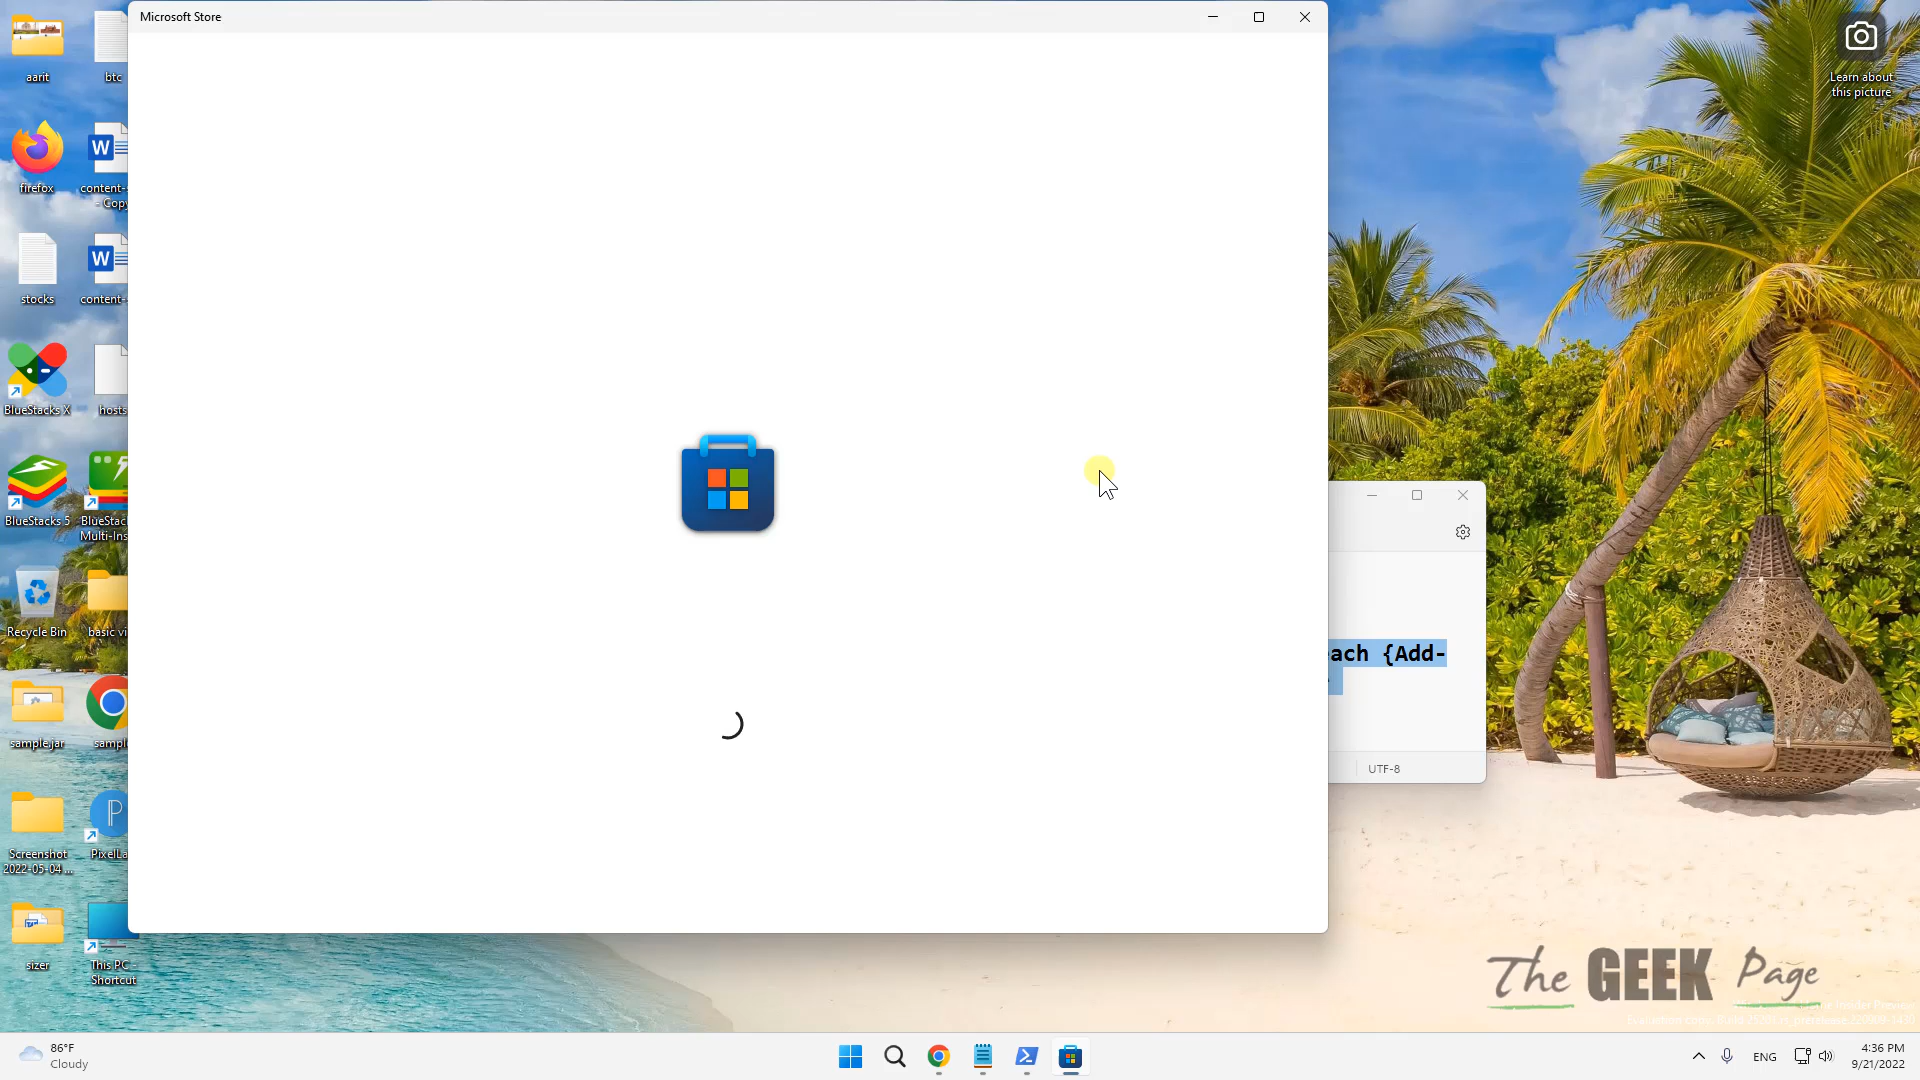 Microsoft Store
aarit
btc
Learn about
this picture
firefox
content-
- Copy
stocks
content-
BlueStacks X
hosts
BlueStacks 5
BlueStac
Multi-Ins
Recycle Bin
basic vi
each {Add-
sample.jar
sampl
UTF-8
Screenshot
2022-05-04 ...
PixelLa
sizer
This PC -
Shortcut
The GEEK Page
86°F
Cloudy
ENG
4:36 PM
9/21/2022